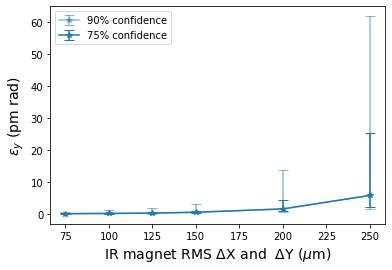 90% confidence
75% confidence
60
50
40
30
20
10
0
εy (pm rad)
75 100 125 150 175 200 225 250
IR magnet RMS ΔX and  ΔY (μm)